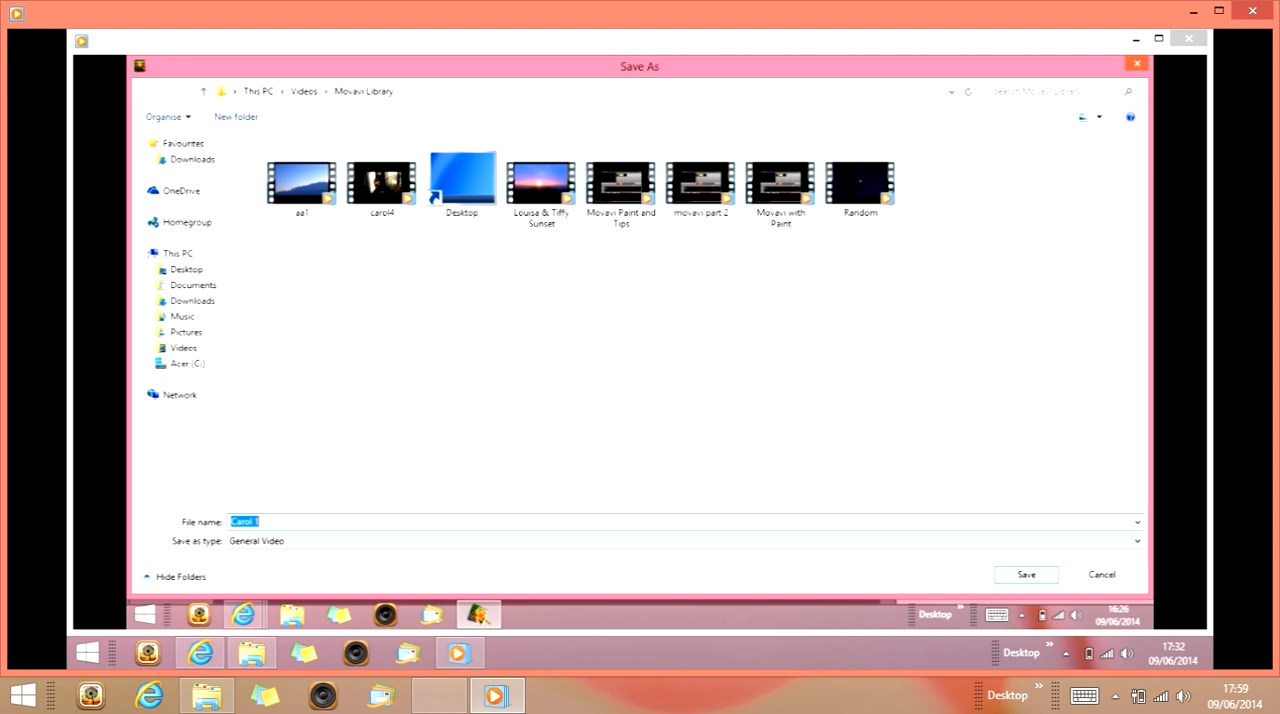 Save As
This PC › Videos › Movavi Library
Search Movavi Library
Organise
New folder
Favourites
Downloads
OneDrive
Homegroup
This PC
Desktop
Documents
Downloads
Music
Pictures
Videos
Acer (C:)
Network
aa1
carol4
Desktop
Louisa & Tiffy
Sunset
Movavi Paint and
Tips
movavi part 2
Movavi with
Paint
Random
File name: Carol 1
Save as type: General Video
Hide Folders
Save
Cancel
Desktop »
16:26
09/06/2014
Desktop »
17:32
09/06/2014
Desktop »
17:59
09/06/2014